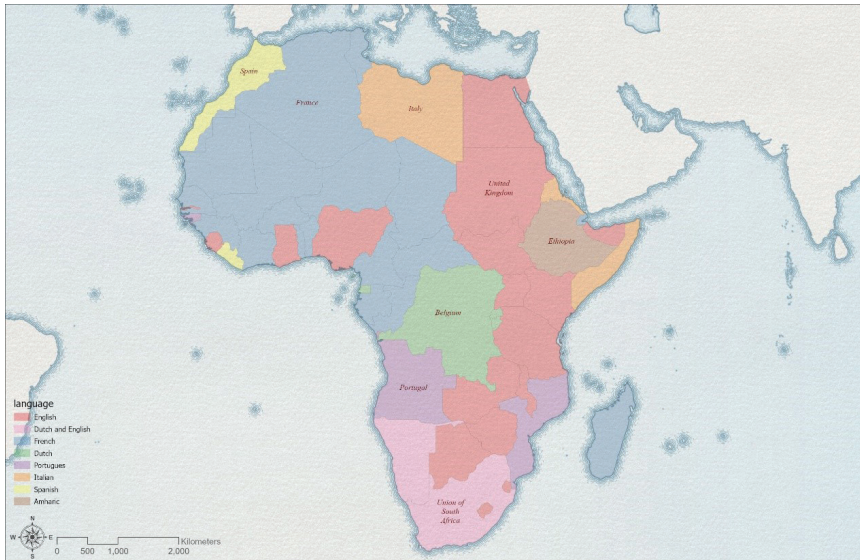 Spain
France
Italy
United
Kingdom
Ethiopia
Belgium
Portugal
Union of
South
Africa
language
English
Dutch and English
French
Dutch
Portugues
Italian
Spanish
Amharic
N
W E
S
0 500 1,000 2,000 Kilometers